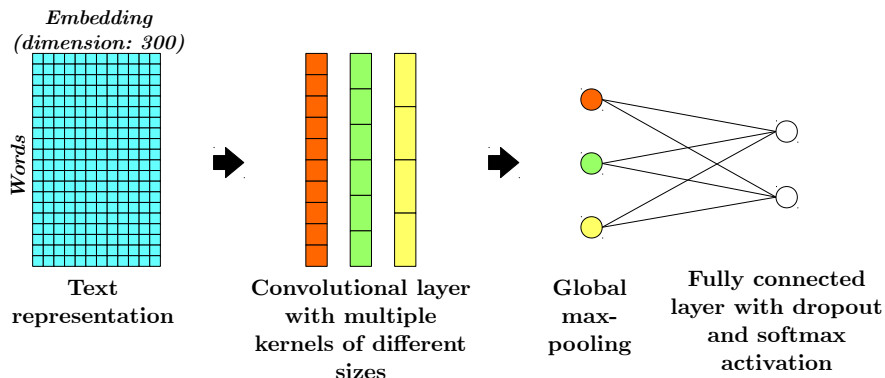 Embedding
(dimension: 300)
Words
Text
representation
Convolutional layer
with multiple
kernels of different
sizes
Global
max-
pooling
Fully connected
layer with dropout
and softmax
activation